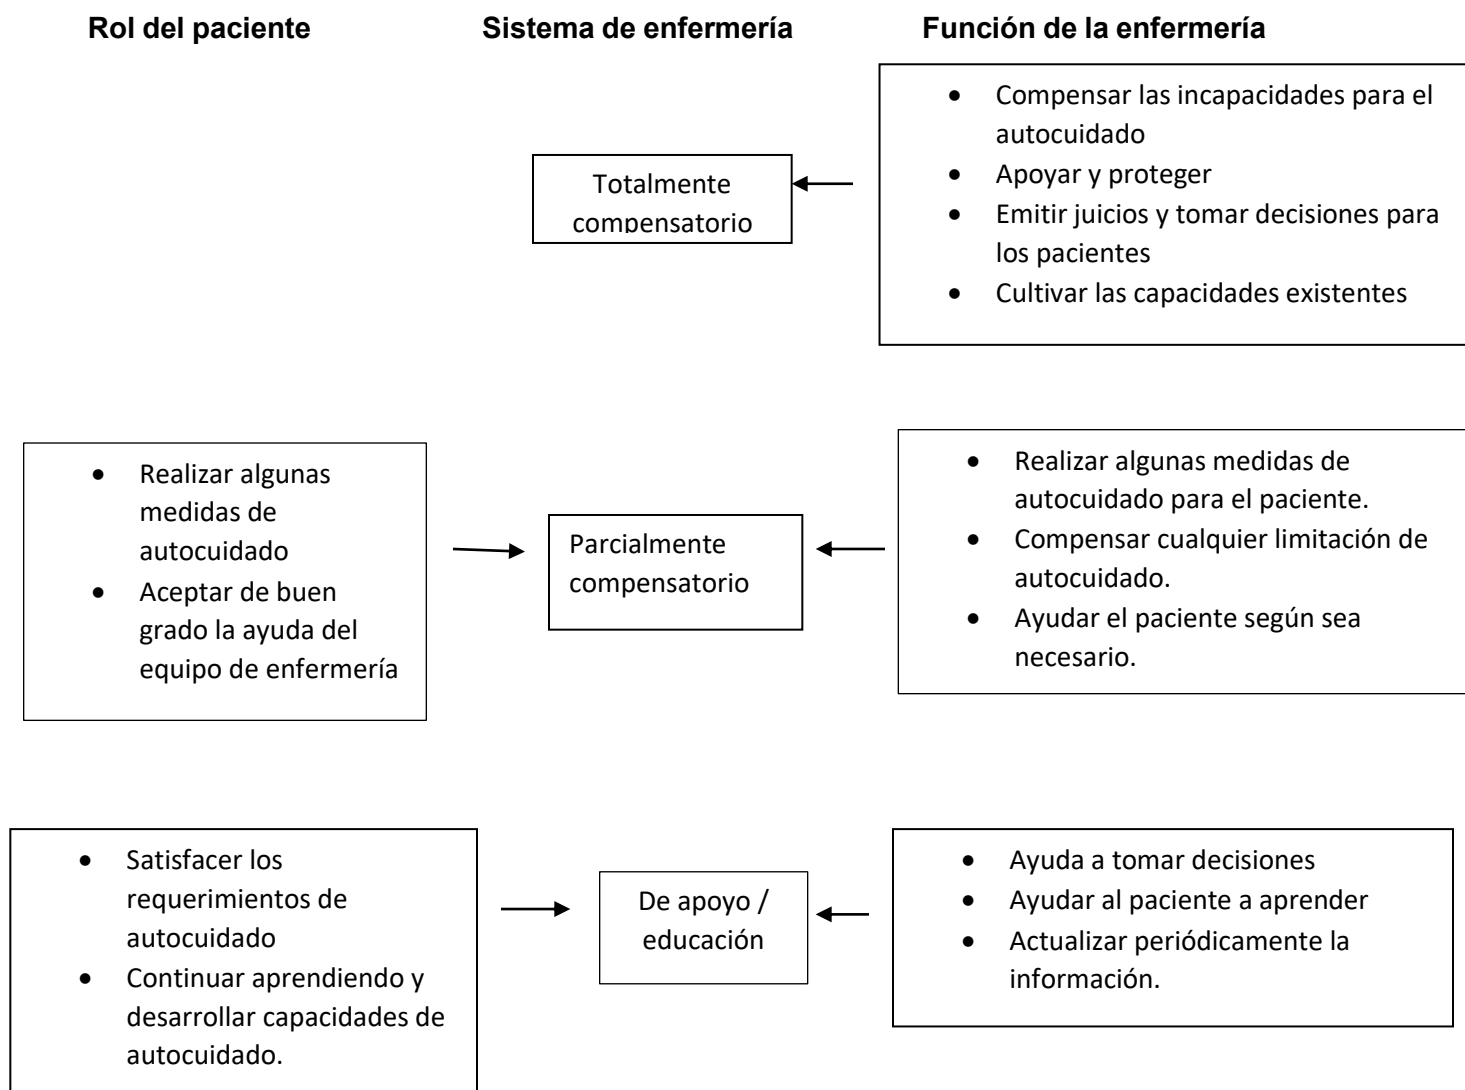 Rol del paciente
Sistema de enfermería
Función de la enfermería
Totalmente
compensatorio
• Compensar las incapacidades para el
autocuidado
• Apoyar y proteger
• Emitir juicios y tomar decisiones para
los pacientes
• Cultivar las capacidades existentes
• Realizar algunas
medidas de
autocuidado
• Aceptar de buen
grado la ayuda del
equipo de enfermería
Parcialmente
compensatorio
• Realizar algunas medidas de
autocuidado para el paciente.
• Compensar cualquier limitación de
autocuidado.
• Ayudar el paciente según sea
necesario.
• Satisfacer los
requerimientos de
autocuidado
• Continuar aprendiendo y
desarrollar capacidades de
autocuidado.
De apoyo /
educación
• Ayuda a tomar decisiones
• Ayudar al paciente a aprender
• Actualizar periódicamente la
información.